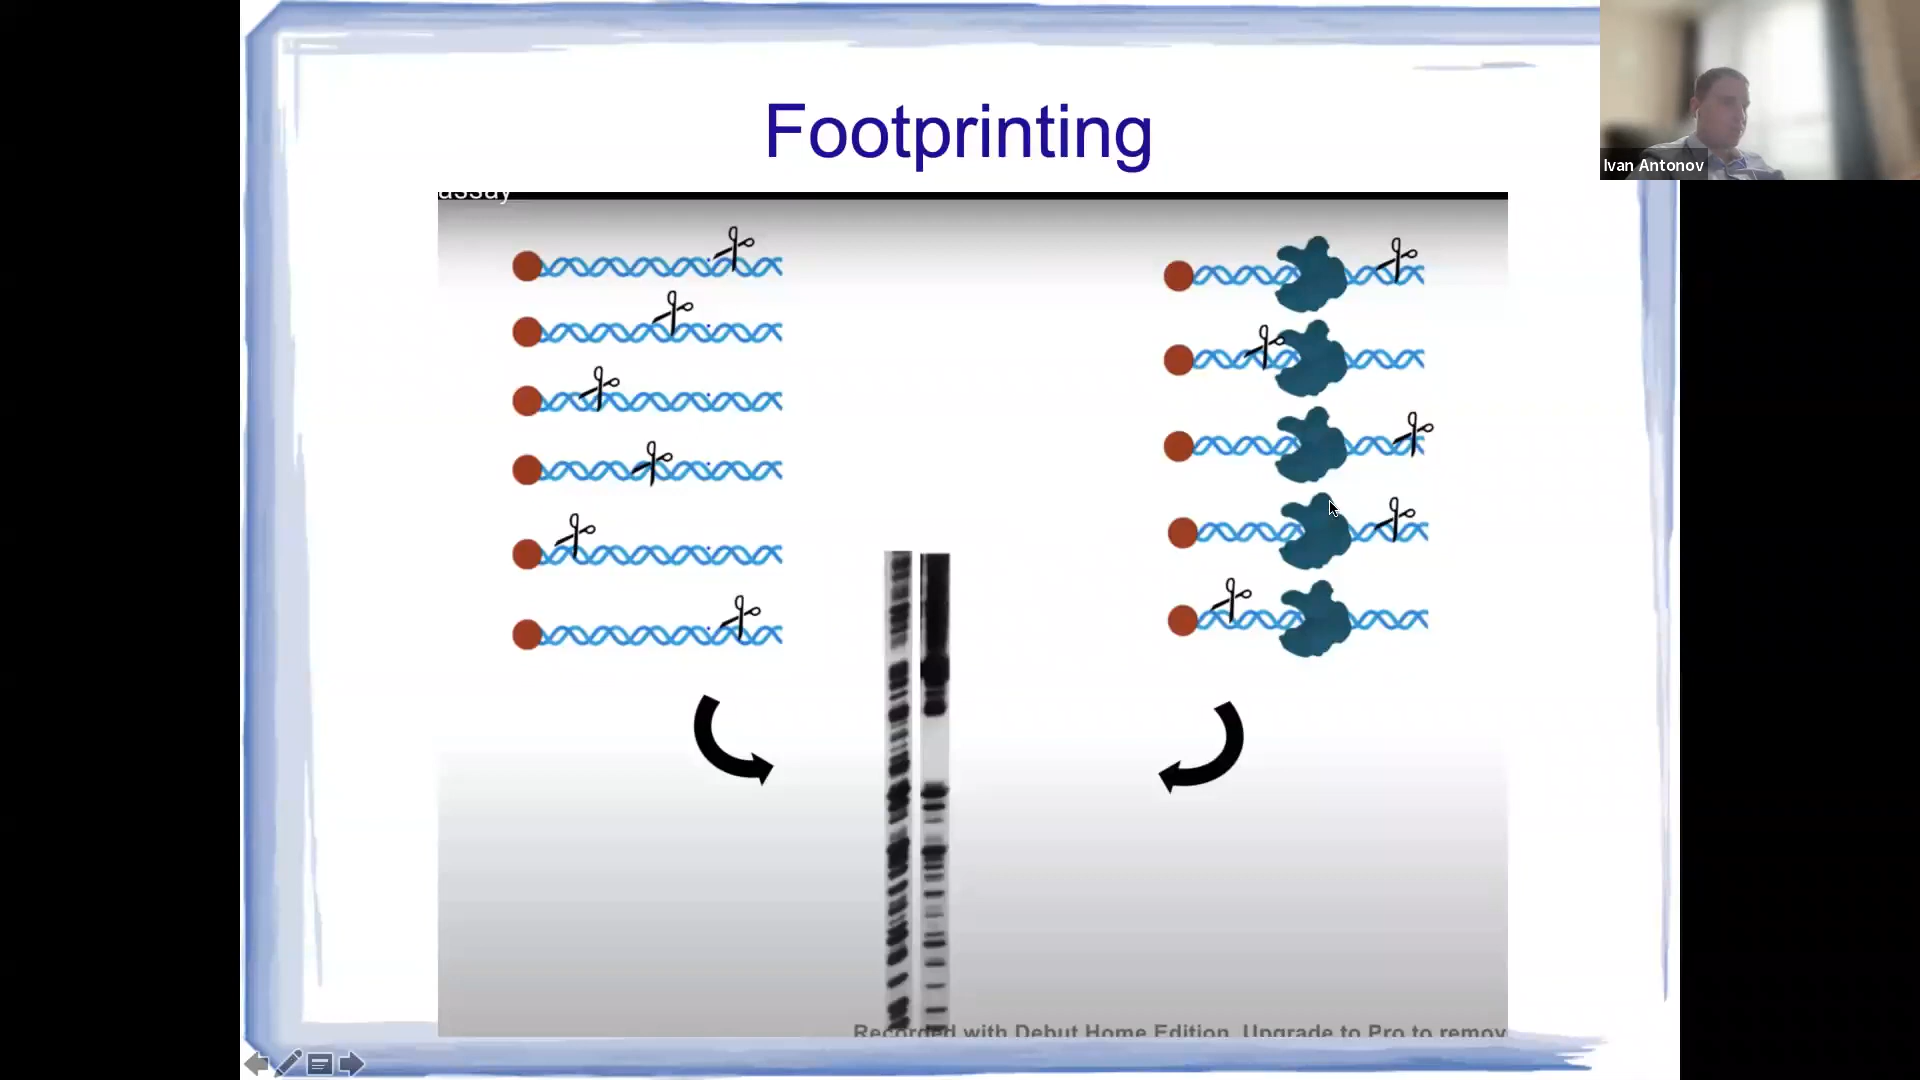 Footprinting
Ivan Antonov
assay
Recorded with Debut Home Edition. Upgrade to Pro to remov